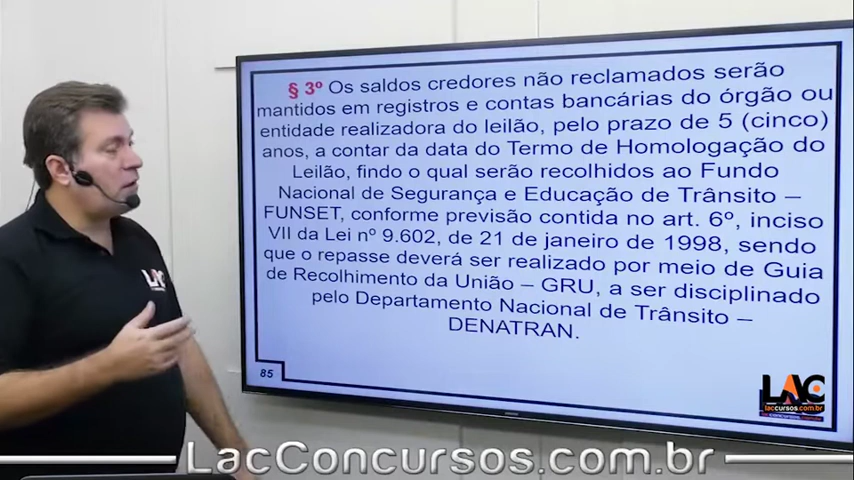 § 3º Os saldos credores não reclamados serão
mantidos em registros e contas bancárias do órgão ou
entidade realizadora do leilão, pelo prazo de 5 (cinco)
anos, a contar da data do Termo de Homologação do
Leilão, findo o qual serão recolhidos ao Fundo
Nacional de Segurança e Educação de Trânsito –
FUNSET, conforme previsão contida no art. 6º, inciso
VII da Lei nº 9.602, de 21 de janeiro de 1998, sendo
que o repasse deverá ser realizado por meio de Guia
de Recolhimento da União – GRU, a ser disciplinado
pelo Departamento Nacional de Trânsito –
DENATRAN.
85
LAC
laccursos.com.br
LAC
LacConcursos.com.br